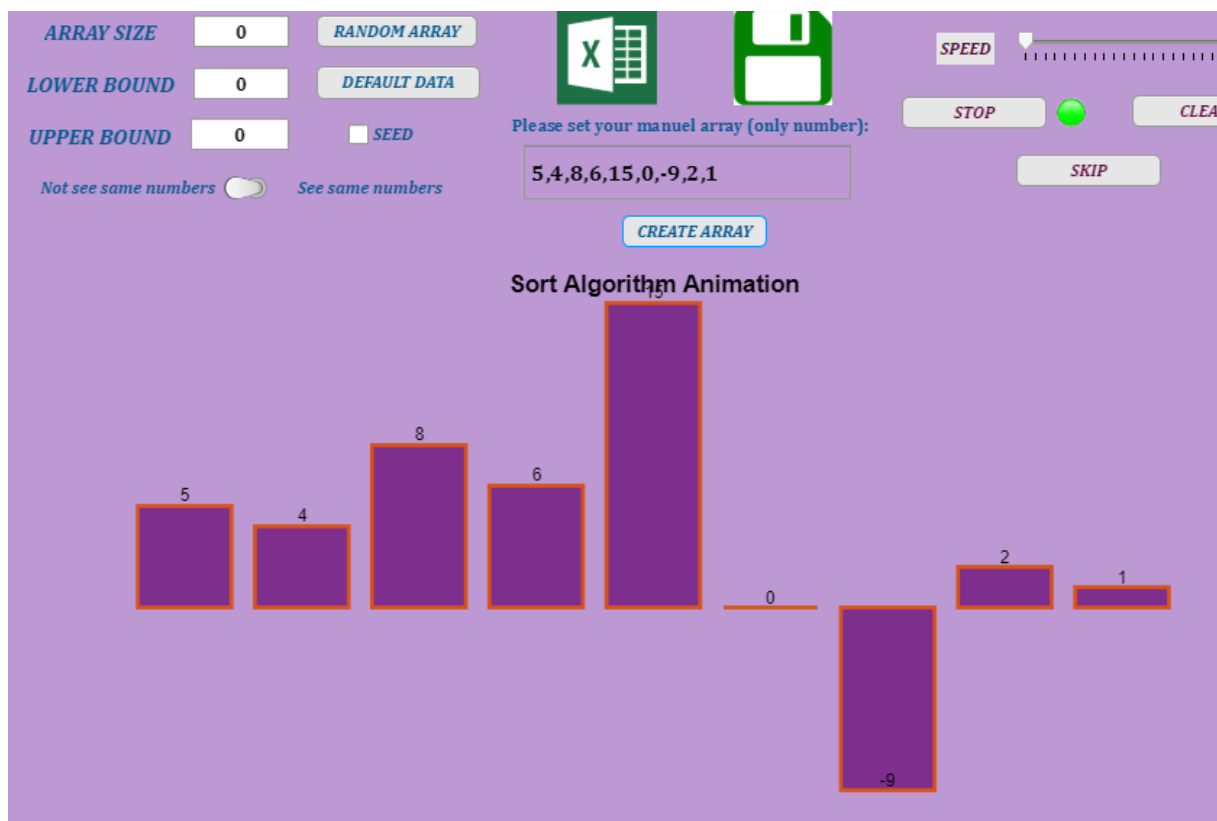 ARRAY SIZE 0 RANDOM ARRAY
X
SPEED
LOWER BOUND 0 DEFAULT DATA
STOP
CLEA
UPPER BOUND 0 SEED
Please set your manuel array (only number):
Not see same numbers See same numbers
5,4,8,6,15,0,-9,2,1
SKIP
CREATE ARRAY
Sort Algorithm Animation
15
8
6
5
4
2
1
0
-9